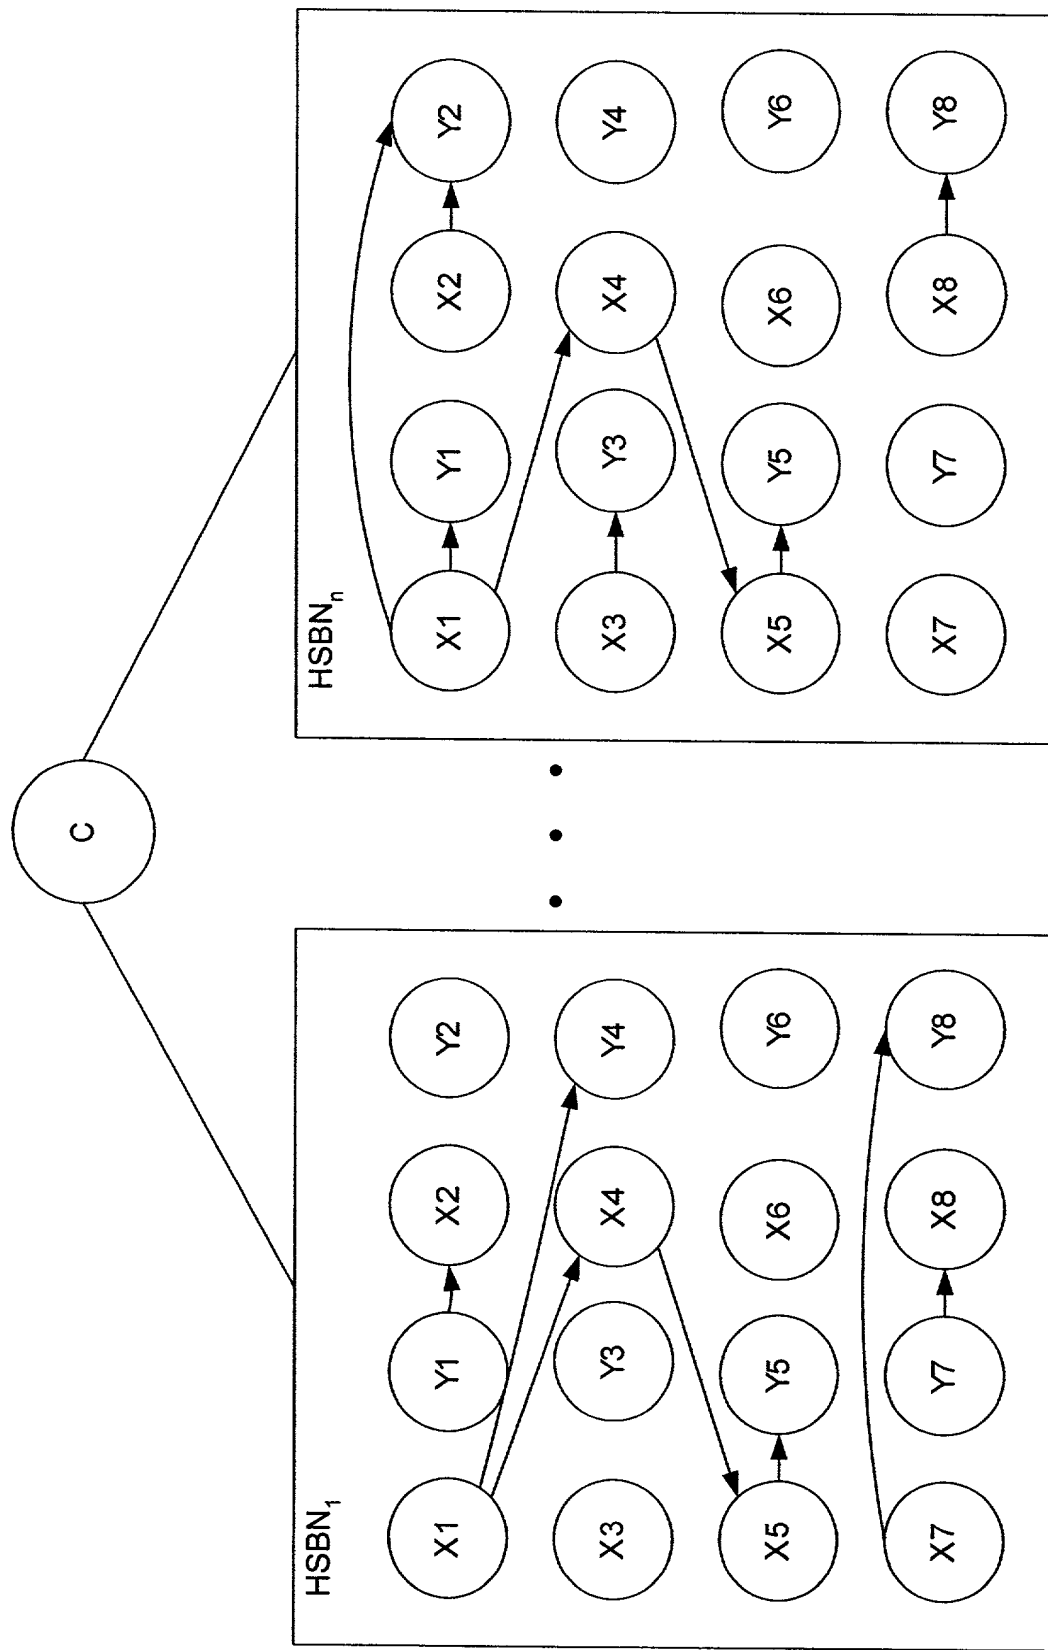 C
HSBN₁
X1 Y1 X2 Y2
X3 Y3 X4 Y4
X5 Y5 X6 Y6
X7 Y7 X8 Y8
HSBNₙ
X1 Y1 X2 Y2
X3 Y3 X4 Y4
X5 Y5 X6 Y6
X7 Y7 X8 Y8